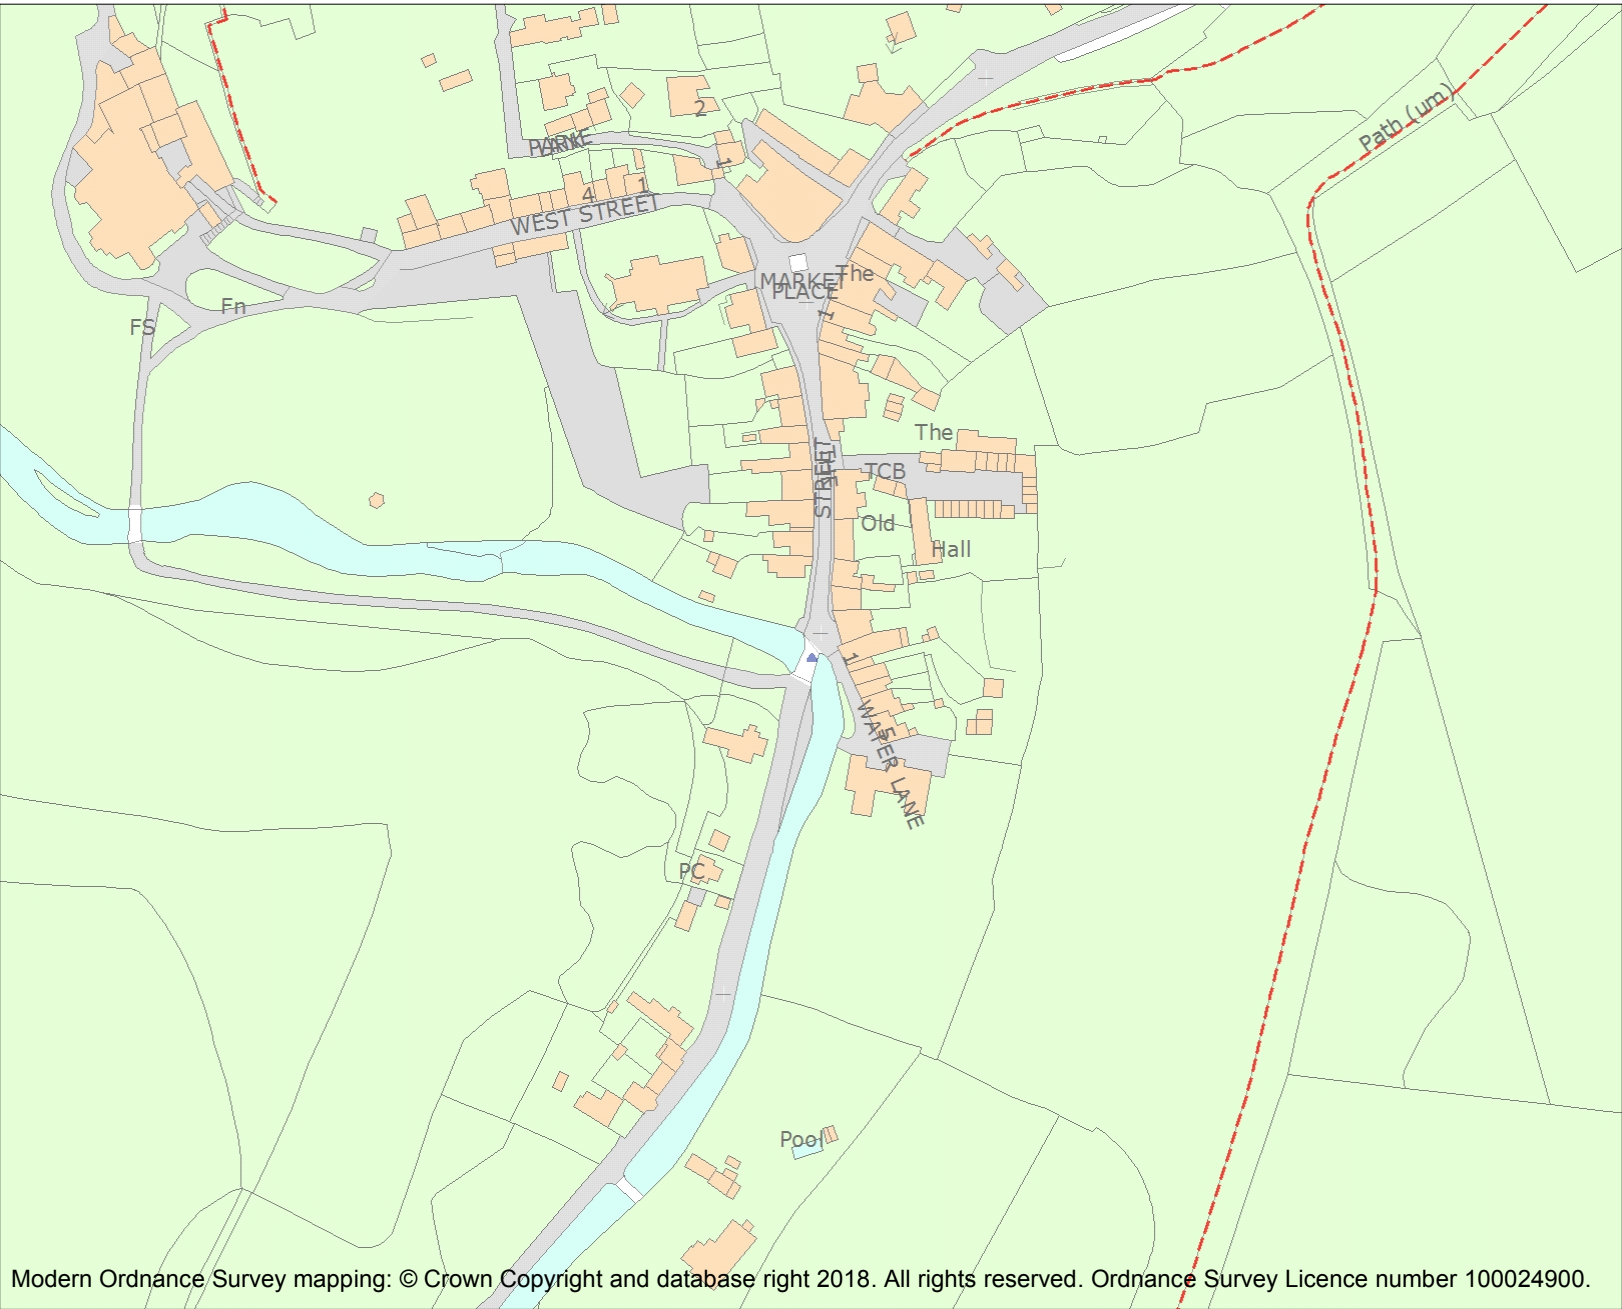 Path (um)
2
PARK
LANE
1
4
1
WEST STREET
MARKET
PLACE
The
Fn
FS
1
The
STREET
TCB
Old
Hall
1
WATER LANE
5
PC
Pool
Modern Ordnance Survey mapping: © Crown Copyright and database right 2018. All rights reserved. Ordnance Survey Licence number 100024900.